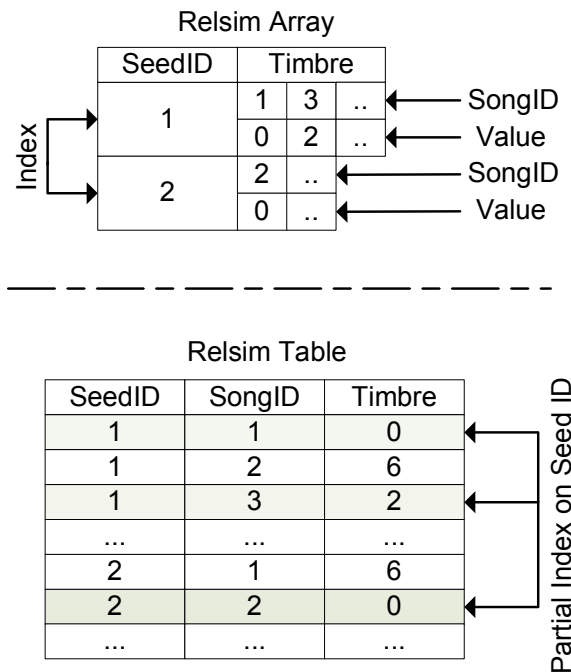 Relsim Array
SeedID Timbre
1 3 .. SongID
1
0 2 .. Value
Index
2 .. SongID
2
0 .. Value
Relsim Table
SeedID SongID Timbre
1 1 0
1 2 6
1 3 2
... ... ...
2 1 6
2 2 0
... ... ...
Partial Index on Seed ID